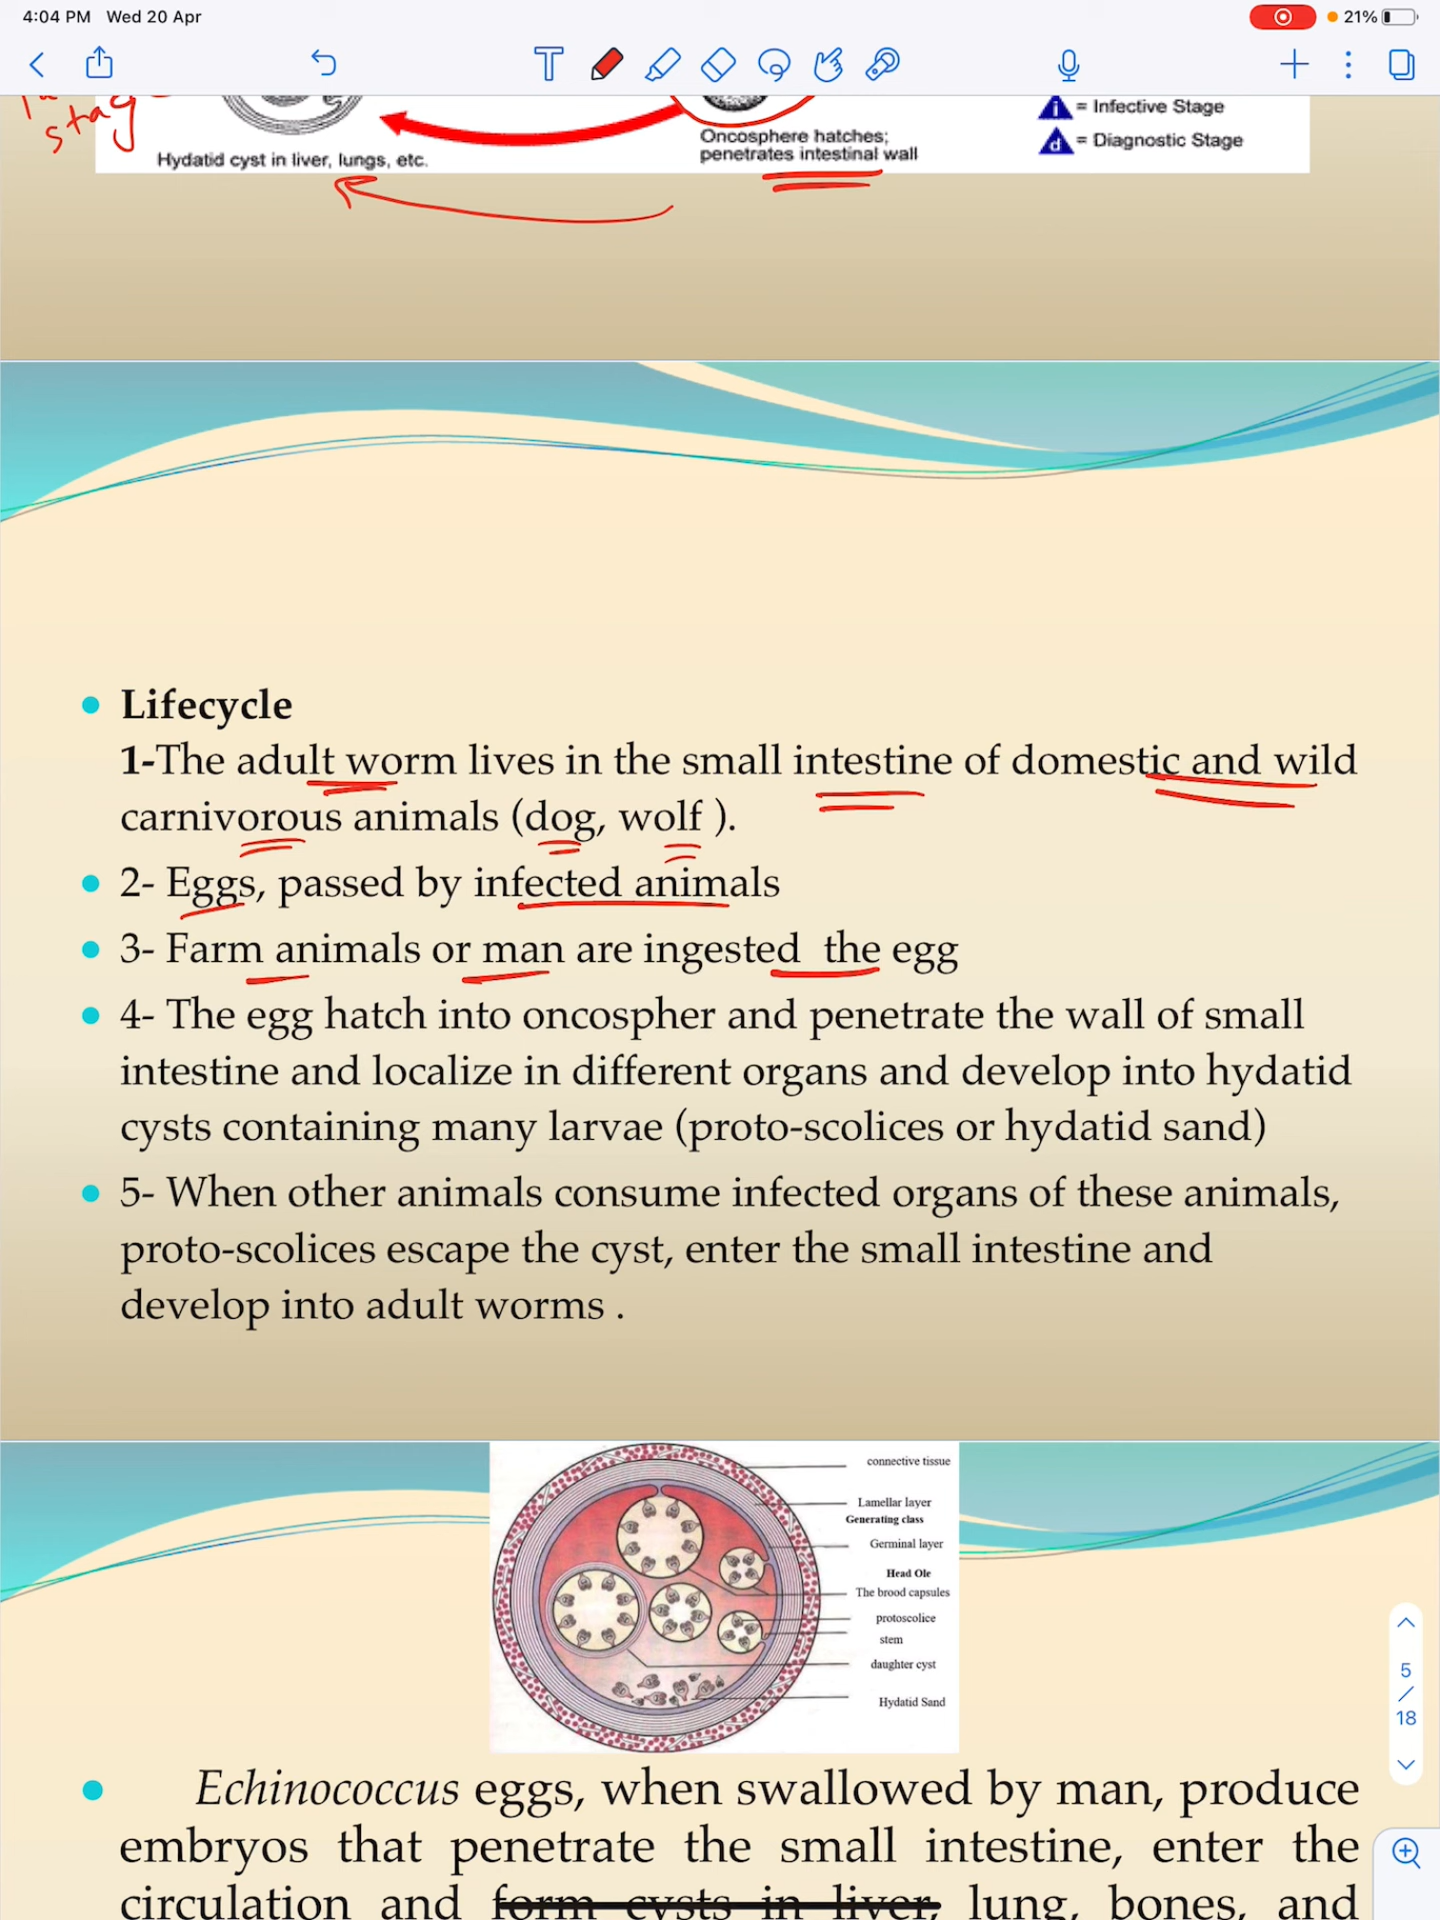 4:04 PM Wed 20 Apr
21%
stag
Hydatid cyst in liver, lungs, etc.
Oncosphere hatches;
penetrates intestinal wall
i = Infective Stage
d = Diagnostic Stage
• Lifecycle
1-The adult worm lives in the small intestine of domestic and wild
carnivorous animals (dog, wolf ).
• 2- Eggs, passed by infected animals
• 3- Farm animals or man are ingested the egg
• 4- The egg hatch into oncospher and penetrate the wall of small
intestine and localize in different organs and develop into hydatid
cysts containing many larvae (proto-scolices or hydatid sand)
• 5- When other animals consume infected organs of these animals,
proto-scolices escape the cyst, enter the small intestine and
develop into adult worms .
connective tissue
Lamellar layer
Generating class
Germinal layer
Head Ole
The brood capsules
protoscolice
stem
daughter cyst
Hydatid Sand
5
/
18
• Echinococcus eggs, when swallowed by man, produce
embryos that penetrate the small intestine, enter the
circulation and form cysts in liver, lung, bones, and